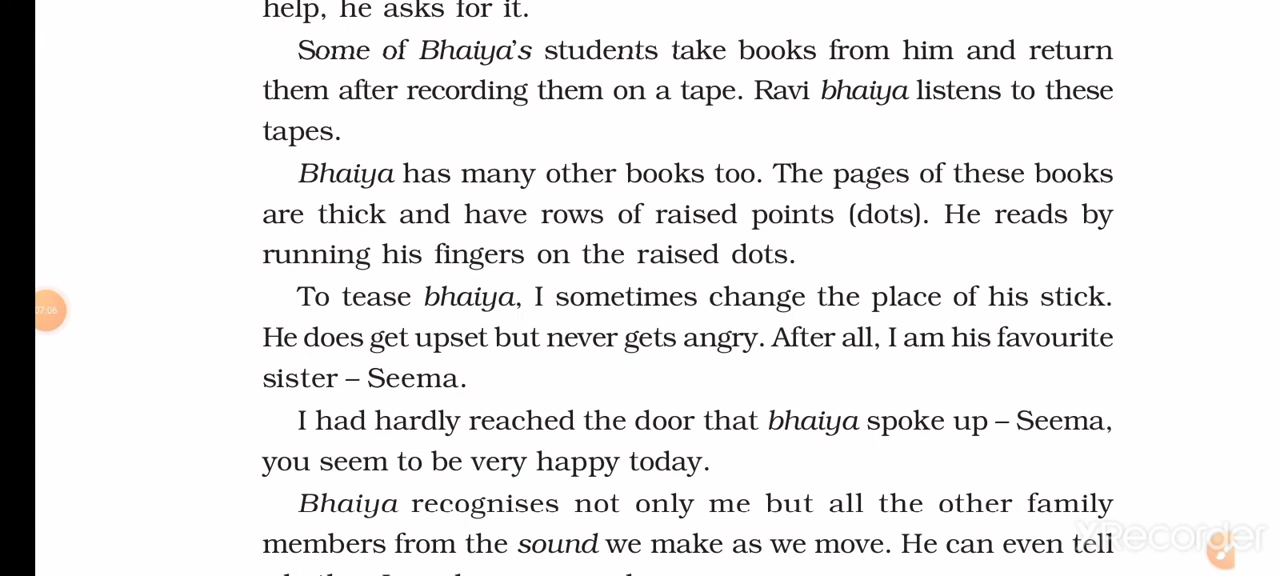 help, he asks for it.
Some of Bhaiya's students take books from him and return
them after recording them on a tape. Ravi bhaiya listens to these
tapes.
Bhaiya has many other books too. The pages of these books
are thick and have rows of raised points (dots). He reads by
running his fingers on the raised dots.
To tease bhaiya, I sometimes change the place of his stick.
He does get upset but never gets angry. After all, I am his favourite
sister – Seema.
I had hardly reached the door that bhaiya spoke up – Seema,
you seem to be very happy today.
Bhaiya recognises not only me but all the other family
members from the sound we make as we move. He can even tell
07:06
XRecorder